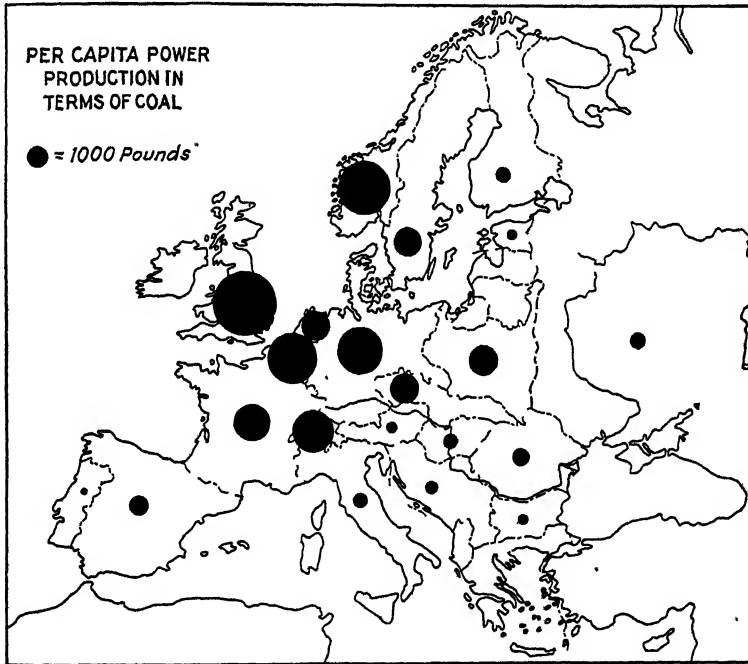 PER CAPITA POWER
PRODUCTION IN
TERMS OF COAL
= 1000 Pounds